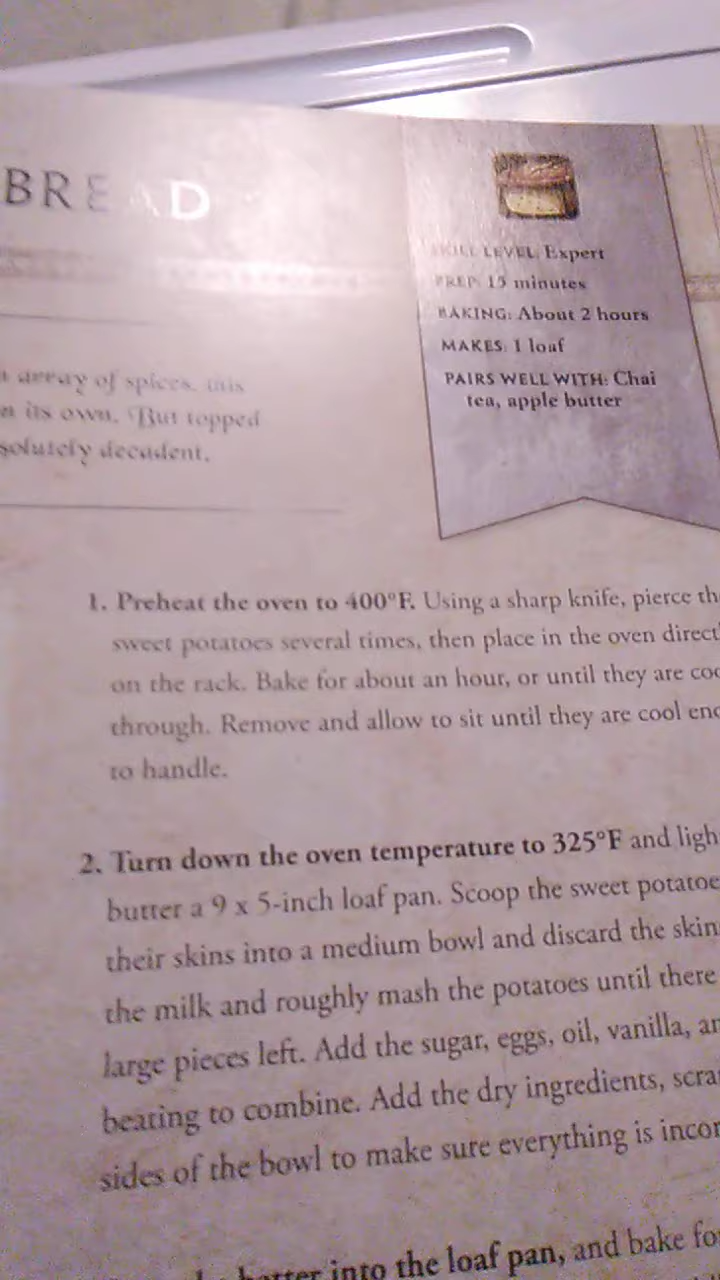 BREAD
SKILL LEVEL: Expert
PREP: 15 minutes
BAKING: About 2 hours
MAKES: 1 loaf
PAIRS WELL WITH: Chai
tea, apple butter
array of spices, this
its own. But topped
decadent.
1. Preheat the oven to 400°F. Using a sharp knife, pierce th
sweet potatoes several times, then place in the oven direct
on the rack. Bake for about an hour, or until they are coo
through. Remove and allow to sit until they are cool eno
to handle.
2. Turn down the oven temperature to 325°F and ligh
butter a 9 x 5-inch loaf pan. Scoop the sweet potatoe
their skins into a medium bowl and discard the skin
the milk and roughly mash the potatoes until there
large pieces left. Add the sugar, eggs, oil, vanilla, an
beating to combine. Add the dry ingredients, scra
sides of the bowl to make sure everything is incor
batter into the loaf pan, and bake fo